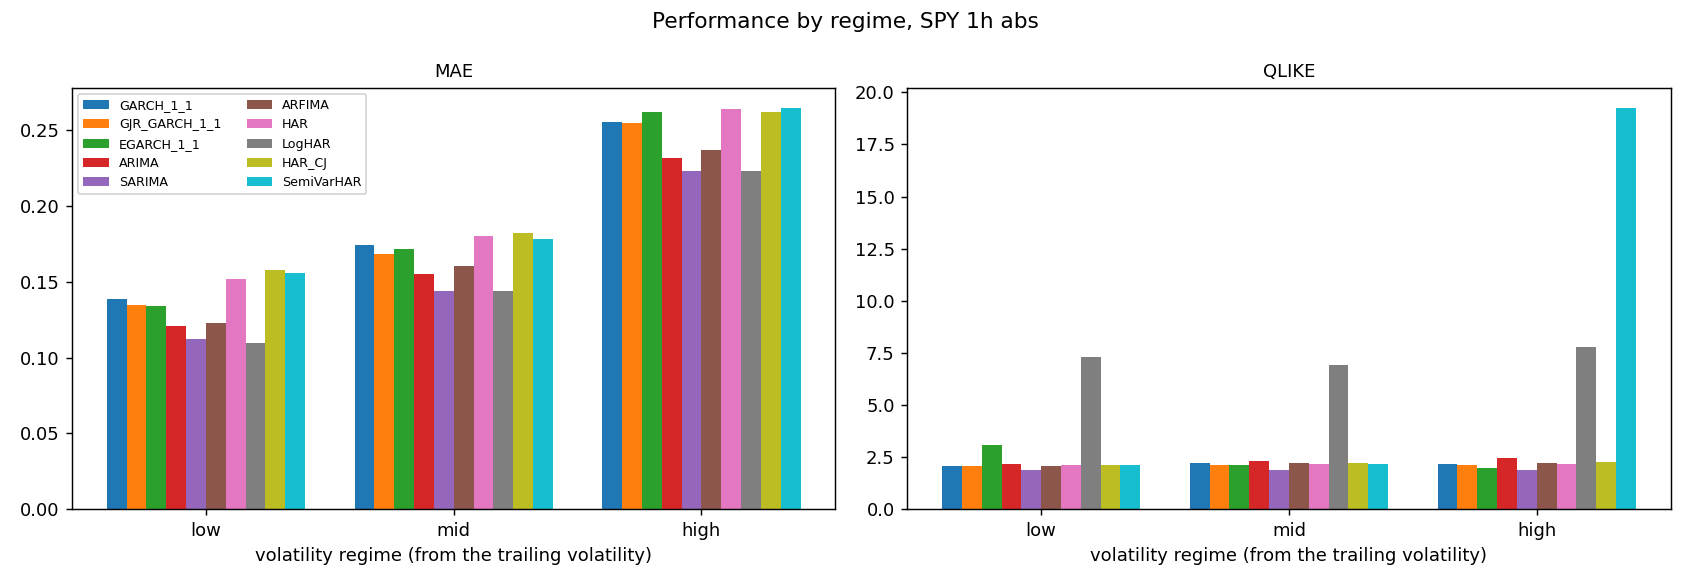 Performance by regime, SPY 1h abs
MAE
GARCH_1_1
GJR_GARCH_1_1
EGARCH_1_1
ARIMA
SARIMA
ARFIMA
HAR
LogHAR
HAR_CJ
SemiVarHAR
0.25
0.20
0.15
0.10
0.05
0.00
low
mid
high
volatility regime (from the trailing volatility)
QLIKE
20.0
17.5
15.0
12.5
10.0
7.5
5.0
2.5
0.0
low
mid
high
volatility regime (from the trailing volatility)